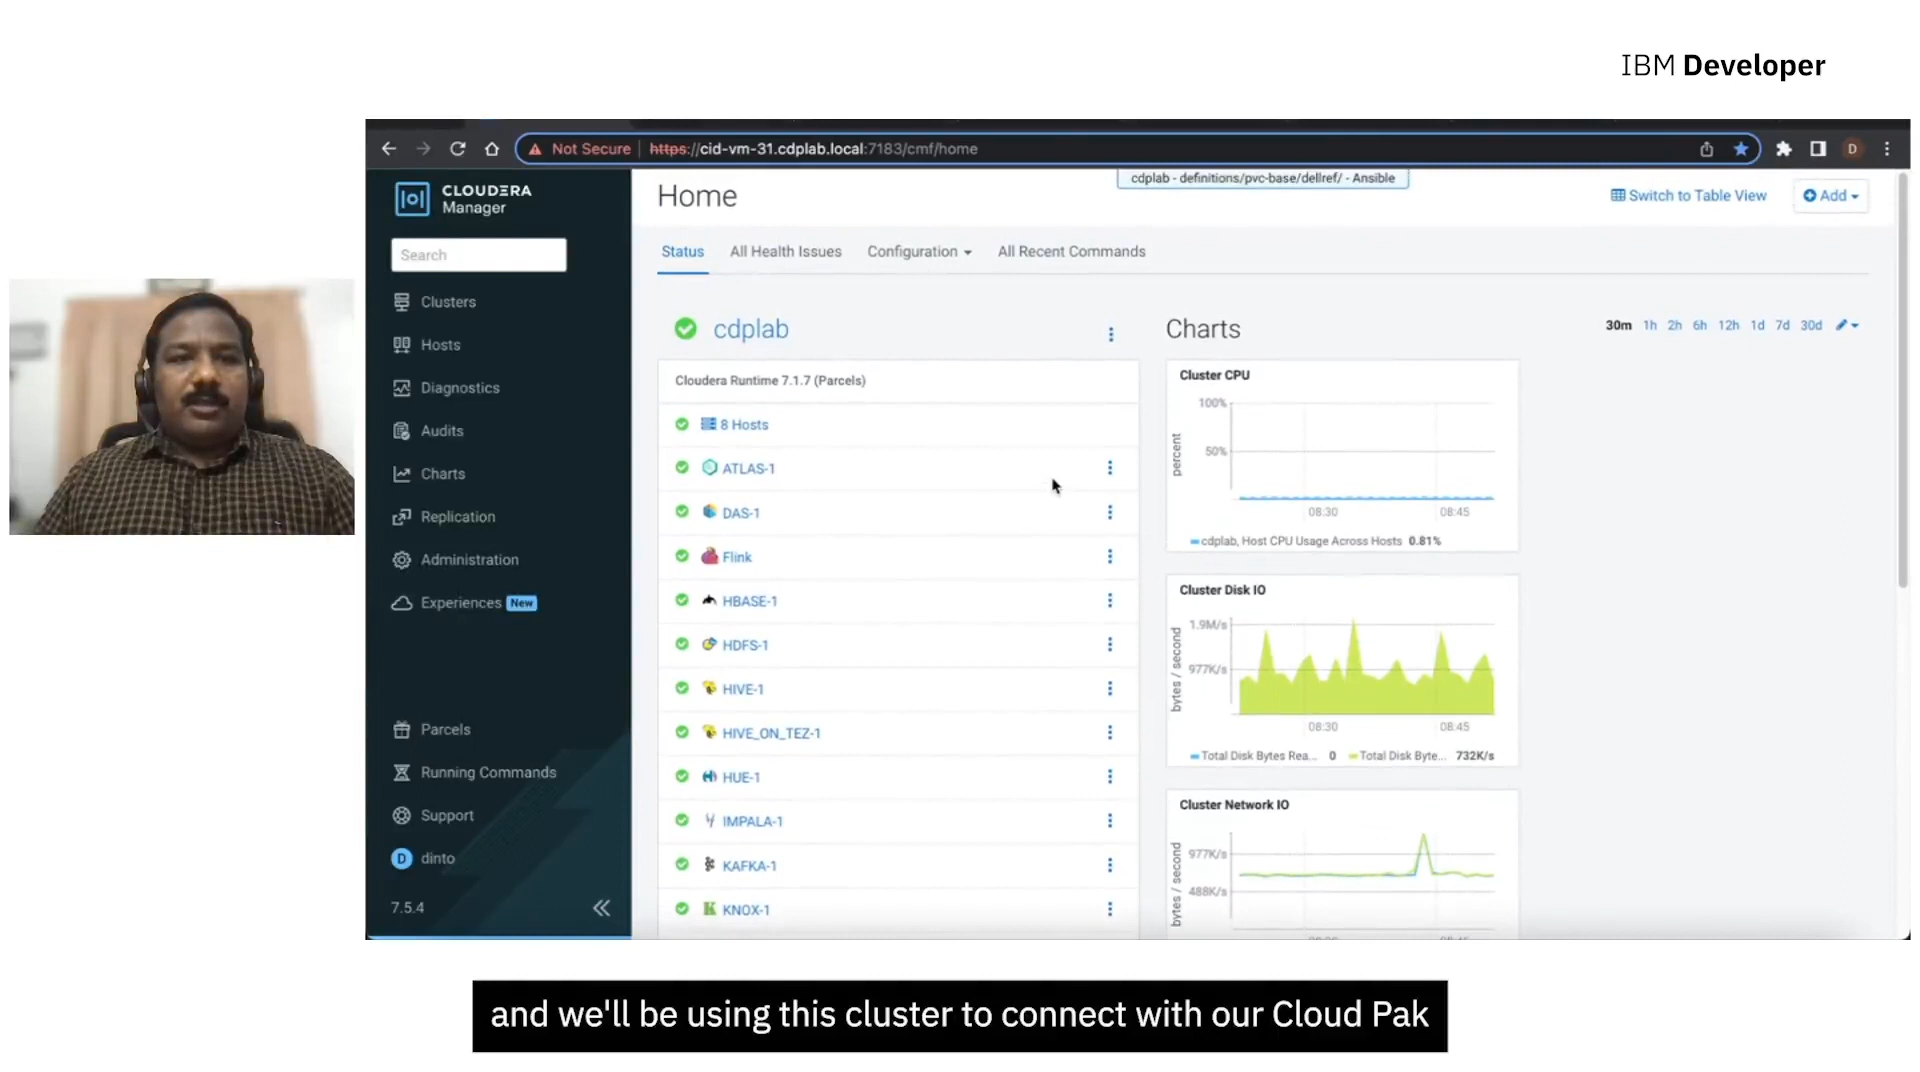 IBM Developer
Not Secure https://cid-vm-31.cdplab.local:7183/cmf/home
D
CLOUDERA
Manager
Search
Clusters
Hosts
Diagnostics
Audits
Charts
Replication
Administration
Experiences New
Parcels
Running Commands
Support
D dinto
7.5.4
cdplab - definitions/pvc-base/dellref/ - Ansible
Home
Switch to Table View
Add
Status All Health Issues Configuration All Recent Commands
cdplab
Cloudera Runtime 7.1.7 (Parcels)
8 Hosts
ATLAS-1
DAS-1
Flink
HBASE-1
HDFS-1
HIVE-1
HIVE_ON_TEZ-1
HUE-1
IMPALA-1
KAFKA-1
KNOX-1
Charts
30m 1h 2h 6h 12h 1d 7d 30d
Cluster CPU
percent
100%
50%
08:30 08:45
cdplab, Host CPU Usage Across Hosts 0.81%
Cluster Disk IO
bytes / second
1.9M/s
977K/s
08:30 08:45
Total Disk Bytes Rea... 0 Total Disk Byte... 732K/s
Cluster Network IO
bytes / second
977K/s
488K/s
and we'll be using this cluster to connect with our Cloud Pak